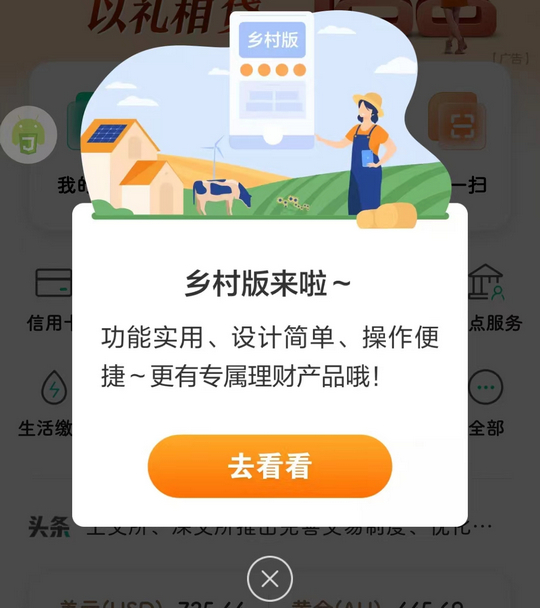 以礼相贷
【广告】
乡村版
我的
一扫
乡村版来啦～
功能实用、设计简单、操作便
捷～更有专属理财产品哦！
信用卡
点服务
生活缴
全部
去看看
头条 上交所、深交所推出完善交易制度、优化…
美元(USD) 725.64 黄金(AU) 665.69